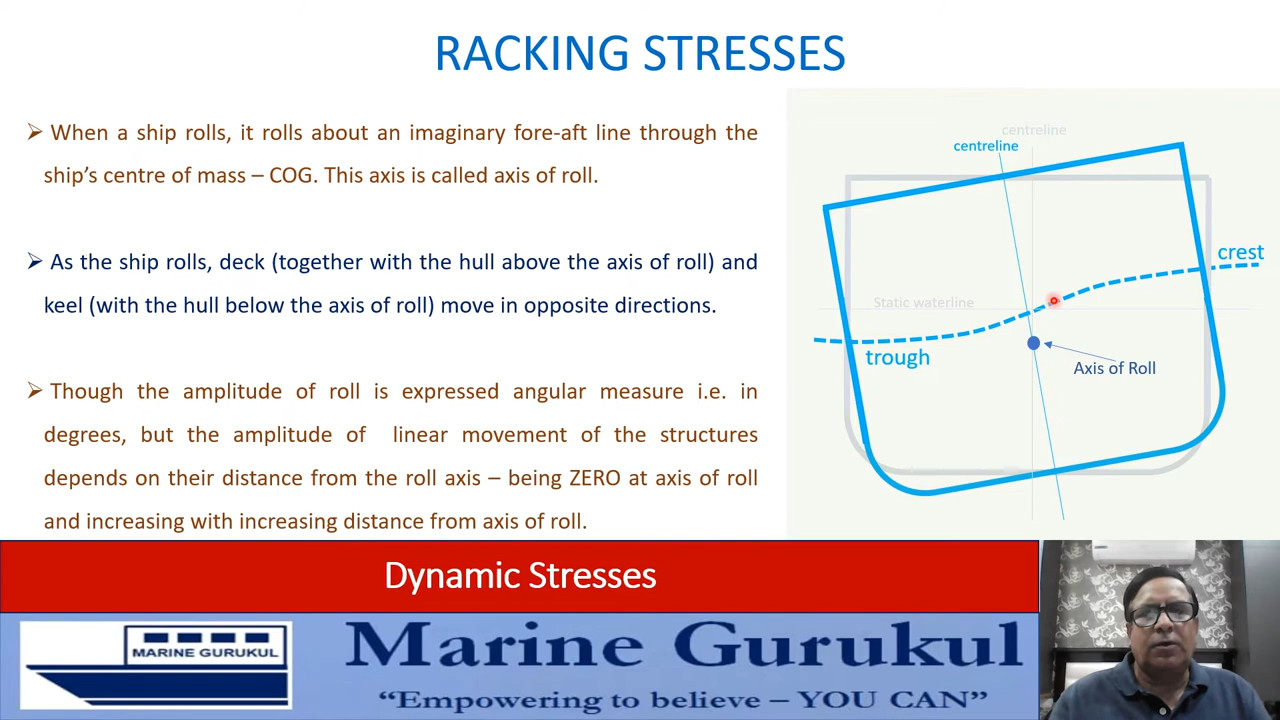 RACKING STRESSES
➢ When a ship rolls, it rolls about an imaginary fore-aft line through the
ship's centre of mass – COG. This axis is called axis of roll.
➢ As the ship rolls, deck (together with the hull above the axis of roll) and
keel (with the hull below the axis of roll) move in opposite directions.
➢ Though the amplitude of roll is expressed angular measure i.e. in
degrees, but the amplitude of linear movement of the structures
depends on their distance from the roll axis – being ZERO at axis of roll
and increasing with increasing distance from axis of roll.
centreline
centreline
crest
Static waterline
trough
Axis of Roll
Dynamic Stresses
MARINE GURUKUL
Marine Gurukul
“Empowering to believe – YOU CAN”